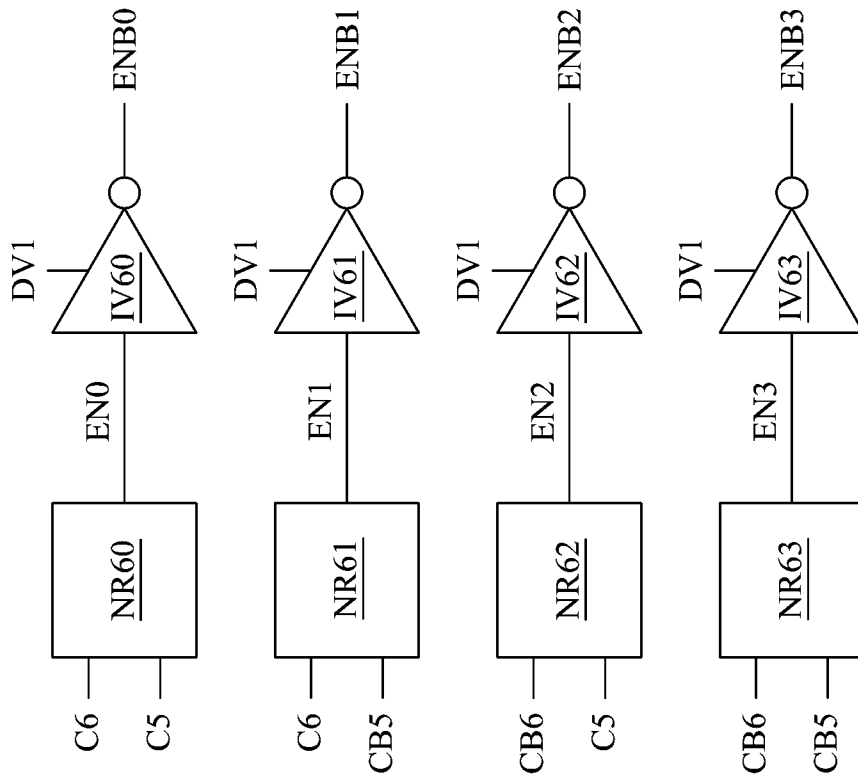 DV1
ENB0
IV60
EN0
NR60
C6
C5
DV1
ENB1
IV61
EN1
NR61
C6
CB5
DV1
ENB2
IV62
EN2
NR62
CB6
C5
DV1
ENB3
IV63
EN3
NR63
CB6
CB5